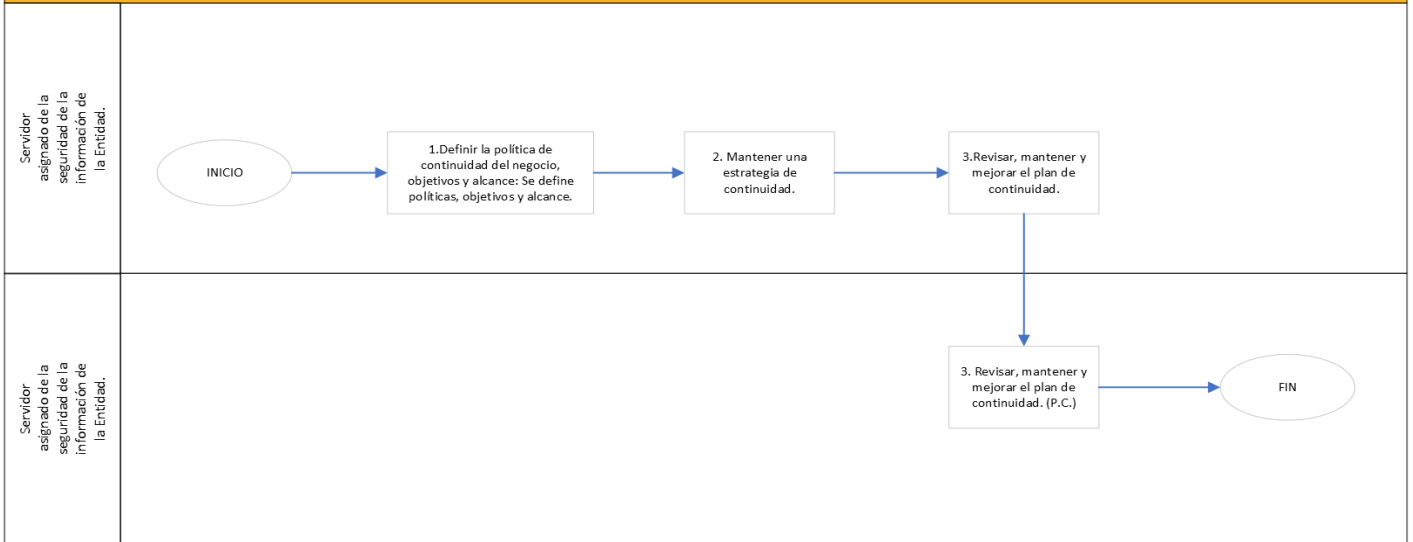 Servidor
asignado de la
seguridad de la
información de
la Entidad.
INICIO
1.Definir la política de
continuidad del negocio,
objetivos y alcance: Se define
políticas, objetivos y alcance.
2. Mantener una
estrategia de
continuidad.
3.Revisar, mantener y
mejorar el plan de
continuidad.
Servidor
asignado de la
seguridad de la
información de
la Entidad.
3. Revisar, mantener y
mejorar el plan de
continuidad. (P.C.)
FIN